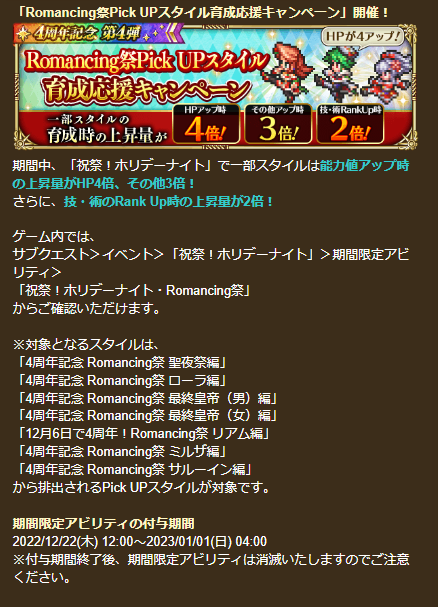 「Romancing祭Pick UPスタイル育成応援キャンペーン」開催！
4周年記念 第4弾
HPが4アップ！
Romancing祭Pick UPスタイル
育成応援キャンペーン
一部スタイルの
育成時の上昇量が
HPアップ時
4倍!
その他アップ時
3倍!
技・術RankUp時
2倍!
期間中、「祝祭！ホリデーナイト」で一部スタイルは能力値アップ時
の上昇量がHP4倍、その他3倍！
さらに、技・術のRank Up時の上昇量が2倍！
ゲーム内では、
サブクエスト＞イベント＞「祝祭！ホリデーナイト」＞期間限定アビ
リティ＞
「祝祭！ホリデーナイト・Romancing祭」
からご確認いただけます。
※対象となるスタイルは、
「4周年記念 Romancing祭 聖夜祭編」
「4周年記念 Romancing祭 ローラ編」
「4周年記念 Romancing祭 最終皇帝（男）編」
「4周年記念 Romancing祭 最終皇帝（女）編」
「12月6日で4周年！Romancing祭 リアム編」
「4周年記念 Romancing祭 ミルザ編」
「4周年記念 Romancing祭 サルーイン編」
から排出されるPick UPスタイルが対象です。
期間限定アビリティの付与期間
2022/12/22(木) 12:00～2023/01/01(日) 04:00
※付与期間終了後、期間限定アビリティは消滅いたしますのでご注意
ください。